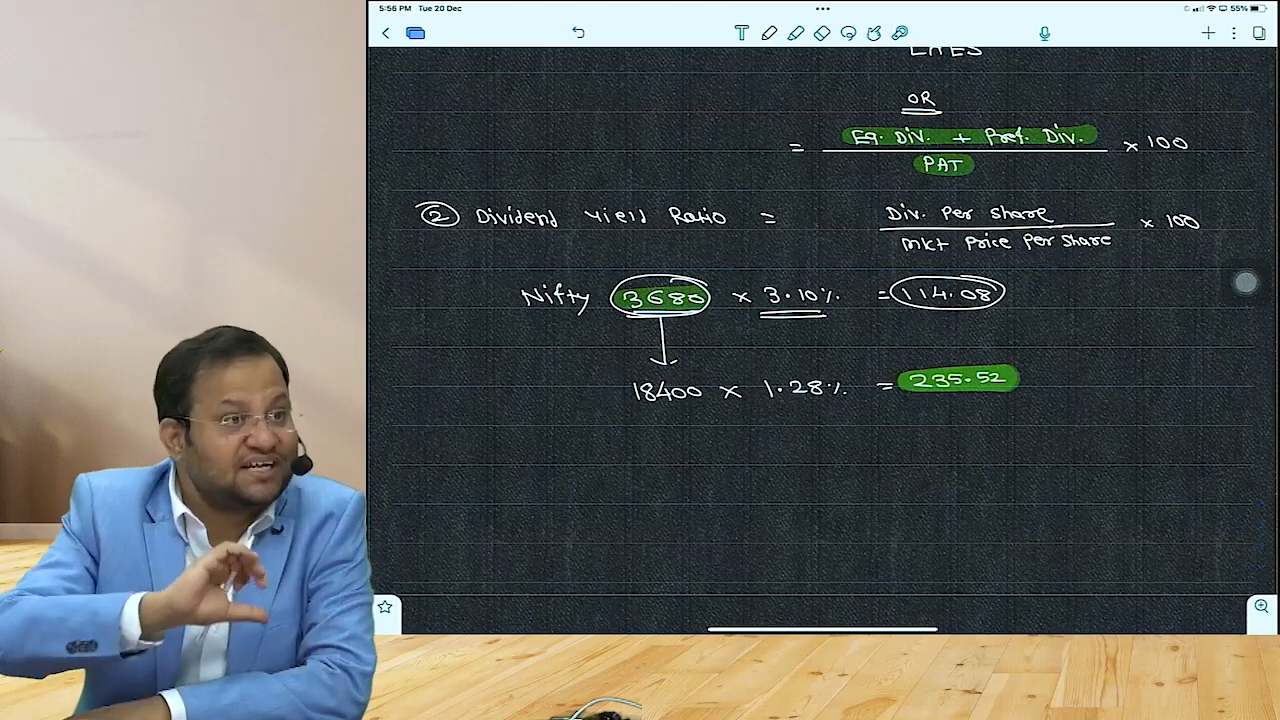 5:56 PM Tue 20 Dec
55%
OR
= Eq. Div. + Pref. Div. × 100
PAT
② Dividend Yield Ratio = Div. Per Share × 100
Mkt Price Per Share
Nifty 3680 × 3.10% = 114.08
18400 × 1.28% = 235.52